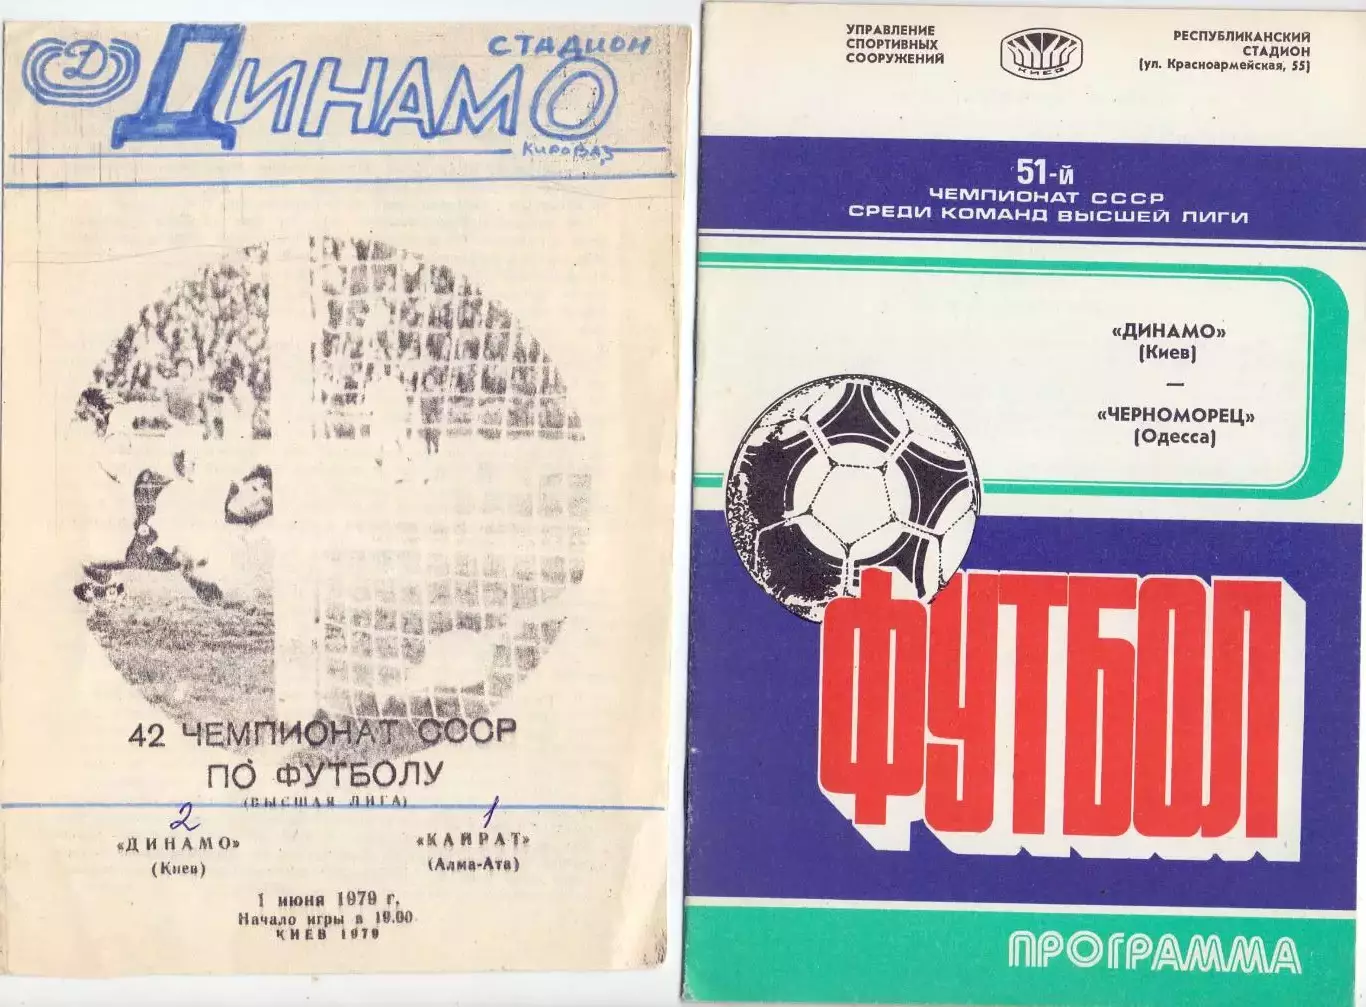 СТАДИОН
Д
ДИНАМО
42 ЧЕМПИОНАТ СССР
ПО ФУТБОЛУ
(ВЫСШАЯ ЛИГА)
2 1
«ДИНАМО» «КАЙРАТ»
(Киев) (Алма-Ата)
1 июня 1979 г.
Начало игры в 19.00
КИЕВ 1979
УПРАВЛЕНИЕ
СПОРТИВНЫХ
СООРУЖЕНИЙ
КИЕВ
РЕСПУБЛИКАНСКИЙ
СТАДИОН
(ул. Красноармейская, 55)
51-й
ЧЕМПИОНАТ СССР
СРЕДИ КОМАНД ВЫСШЕЙ ЛИГИ
«ДИНАМО»
(Киев)
—
«ЧЕРНОМОРЕЦ»
(Одесса)
ФУТБОЛ
ПРОГРАММА